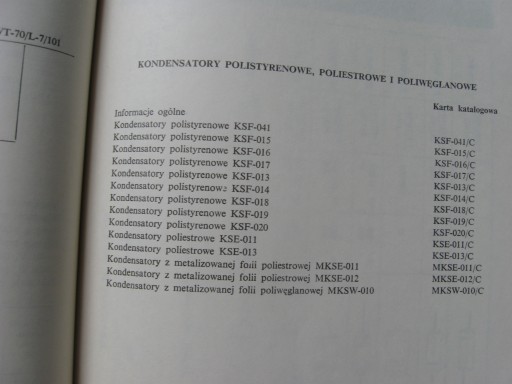 /T-70/L-7/101
KONDENSATORY POLISTYRENOWE, POLIESTROWE I POLIWĘGLANOWE
Karta katalogowa
Informacje ogólne
Kondensatory polistyrenowe KSF-041 KSF-041/C
Kondensatory polistyrenowe KSF-015 KSF-015/C
Kondensatory polistyrenowe KSF-016 KSF-016/C
Kondensatory polistyrenowe KSF-017 KSF-017/C
Kondensatory polistyrenowe KSF-013 KSF-013/C
Kondensatory polistyrenowe KSF-014 KSF-014/C
Kondensatory polistyrenowe KSF-018 KSF-018/C
Kondensatory polistyrenowe KSF-019 KSF-019/C
Kondensatory polistyrenowe KSF-020 KSF-020/C
Kondensatory poliestrowe KSE-011 KSE-011/C
Kondensatory poliestrowe KSE-013 KSE-013/C
Kondensatory z metalizowanej folii poliestrowej MKSE-011 MKSE-011/C
Kondensatory z metalizowanej folii poliestrowej MKSE-012 MKSE-012/C
Kondensatory z metalizowanej folii poliwęglanowej MKSW-010 MKSW-010/C